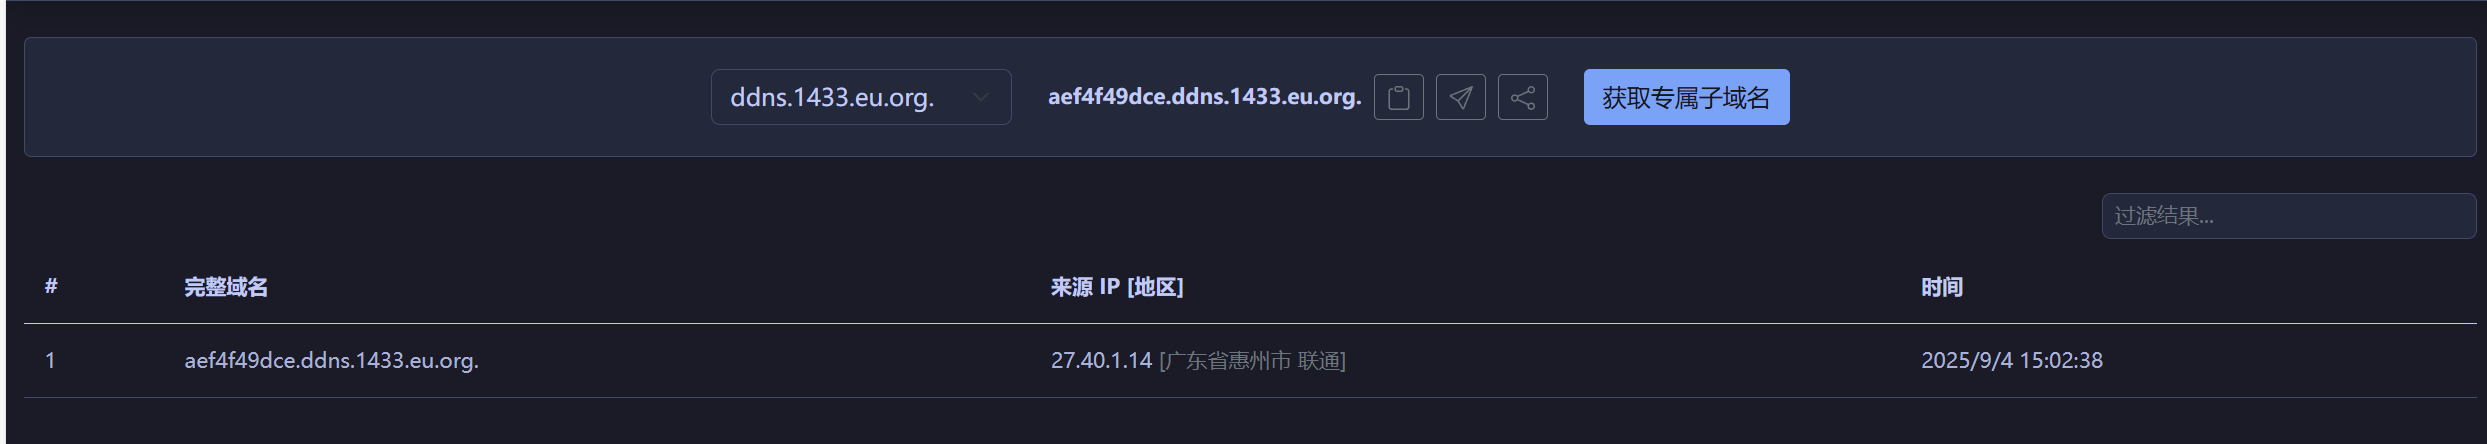 ddns.1433.eu.org. aef4f49dce.ddns.1433.eu.org. 获取专属子域名
过滤结果...
# 完整域名 来源 IP [地区] 时间
1 aef4f49dce.ddns.1433.eu.org. 27.40.1.14 [广东省惠州市 联通] 2025/9/4 15:02:38